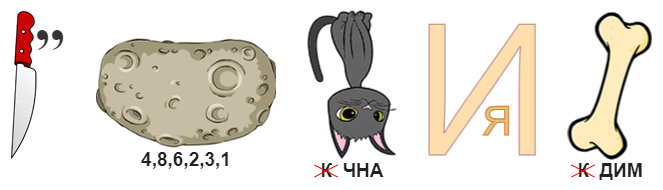 ,,
И
Я
4,8,6,2,3,1
К ЧНА
К ДИМ